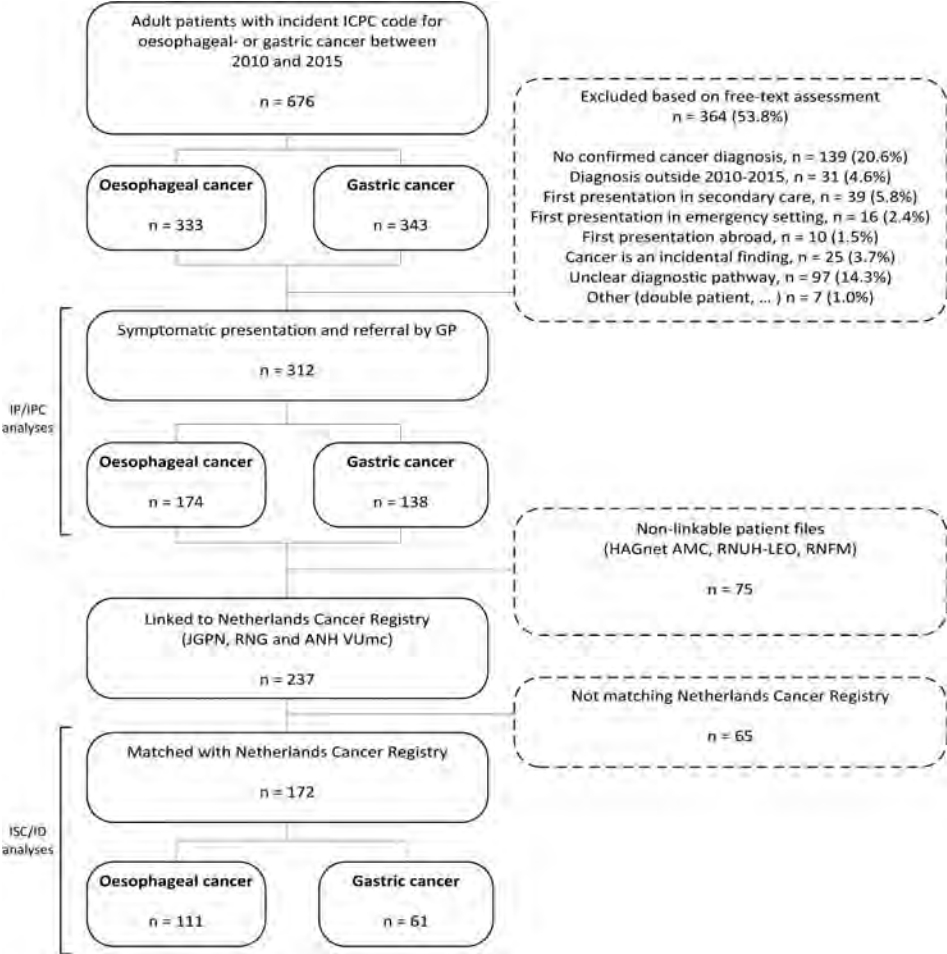 Adult patients with incident ICPC code for
oesophageal- or gastric cancer between
2010 and 2015
n = 676
Excluded based on free-text assessment
n = 364 (53.8%)
No confirmed cancer diagnosis, n = 139 (20.6%)
Diagnosis outside 2010-2015, n = 31 (4.6%)
First presentation in secondary care, n = 39 (5.8%)
First presentation in emergency setting, n = 16 (2.4%)
First presentation abroad, n = 10 (1.5%)
Cancer is an incidental finding, n = 25 (3.7%)
Unclear diagnostic pathway, n = 97 (14.3%)
Other (double patient, ... ) n = 7 (1.0%)
Oesophageal cancer
n = 333
Gastric cancer
n = 343
Symptomatic presentation and referral by GP
n = 312
IP/IPC
analyses
Oesophageal cancer
n = 174
Gastric cancer
n = 138
Non-linkable patient files
(HAGnet AMC, RNUH-LEO, RNFM)
n = 75
Linked to Netherlands Cancer Registry
(JGPN, RNG and ANH VUmc)
n = 237
Not matching Netherlands Cancer Registry
n = 65
Matched with Netherlands Cancer Registry
n = 172
ISC/ID
analyses
Oesophageal cancer
n = 111
Gastric cancer
n = 61